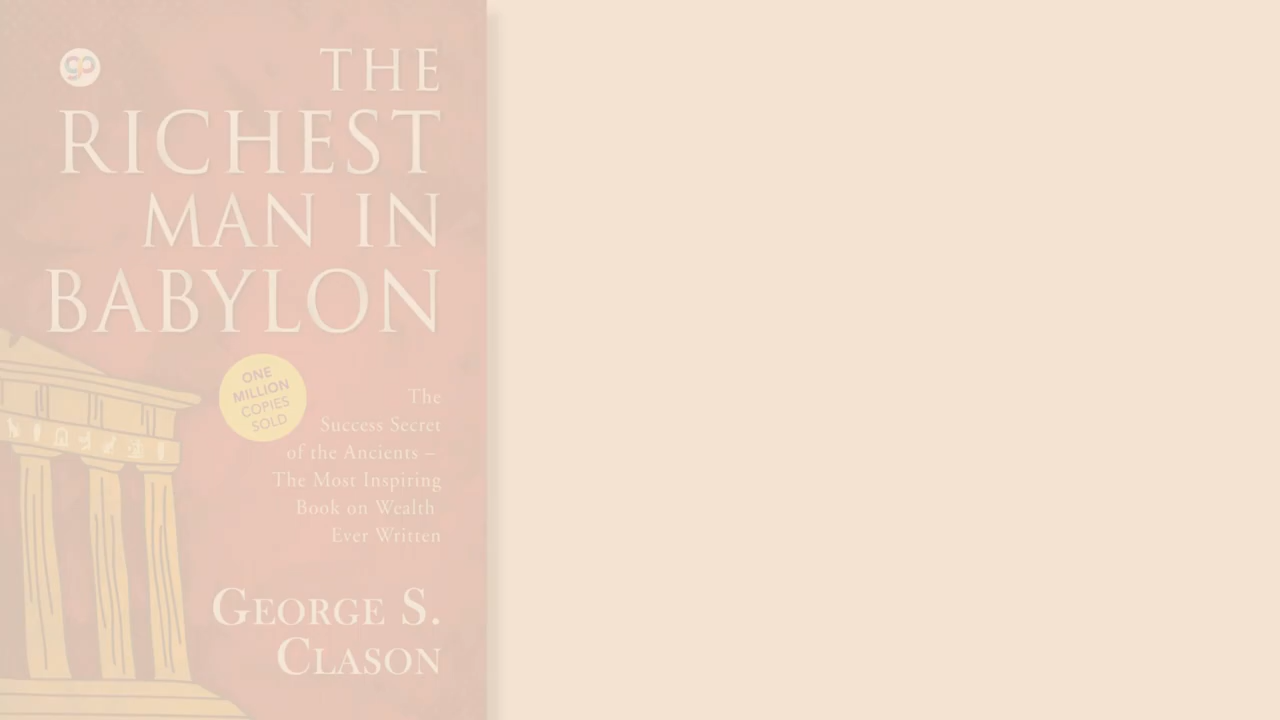 go
THE
RICHEST
MAN IN
BABYLON
ONE
MILLION
COPIES
SOLD
The
Success Secret
of the Ancients –
The Most Inspiring
Book on Wealth
Ever Written
GEORGE S.
CLASON